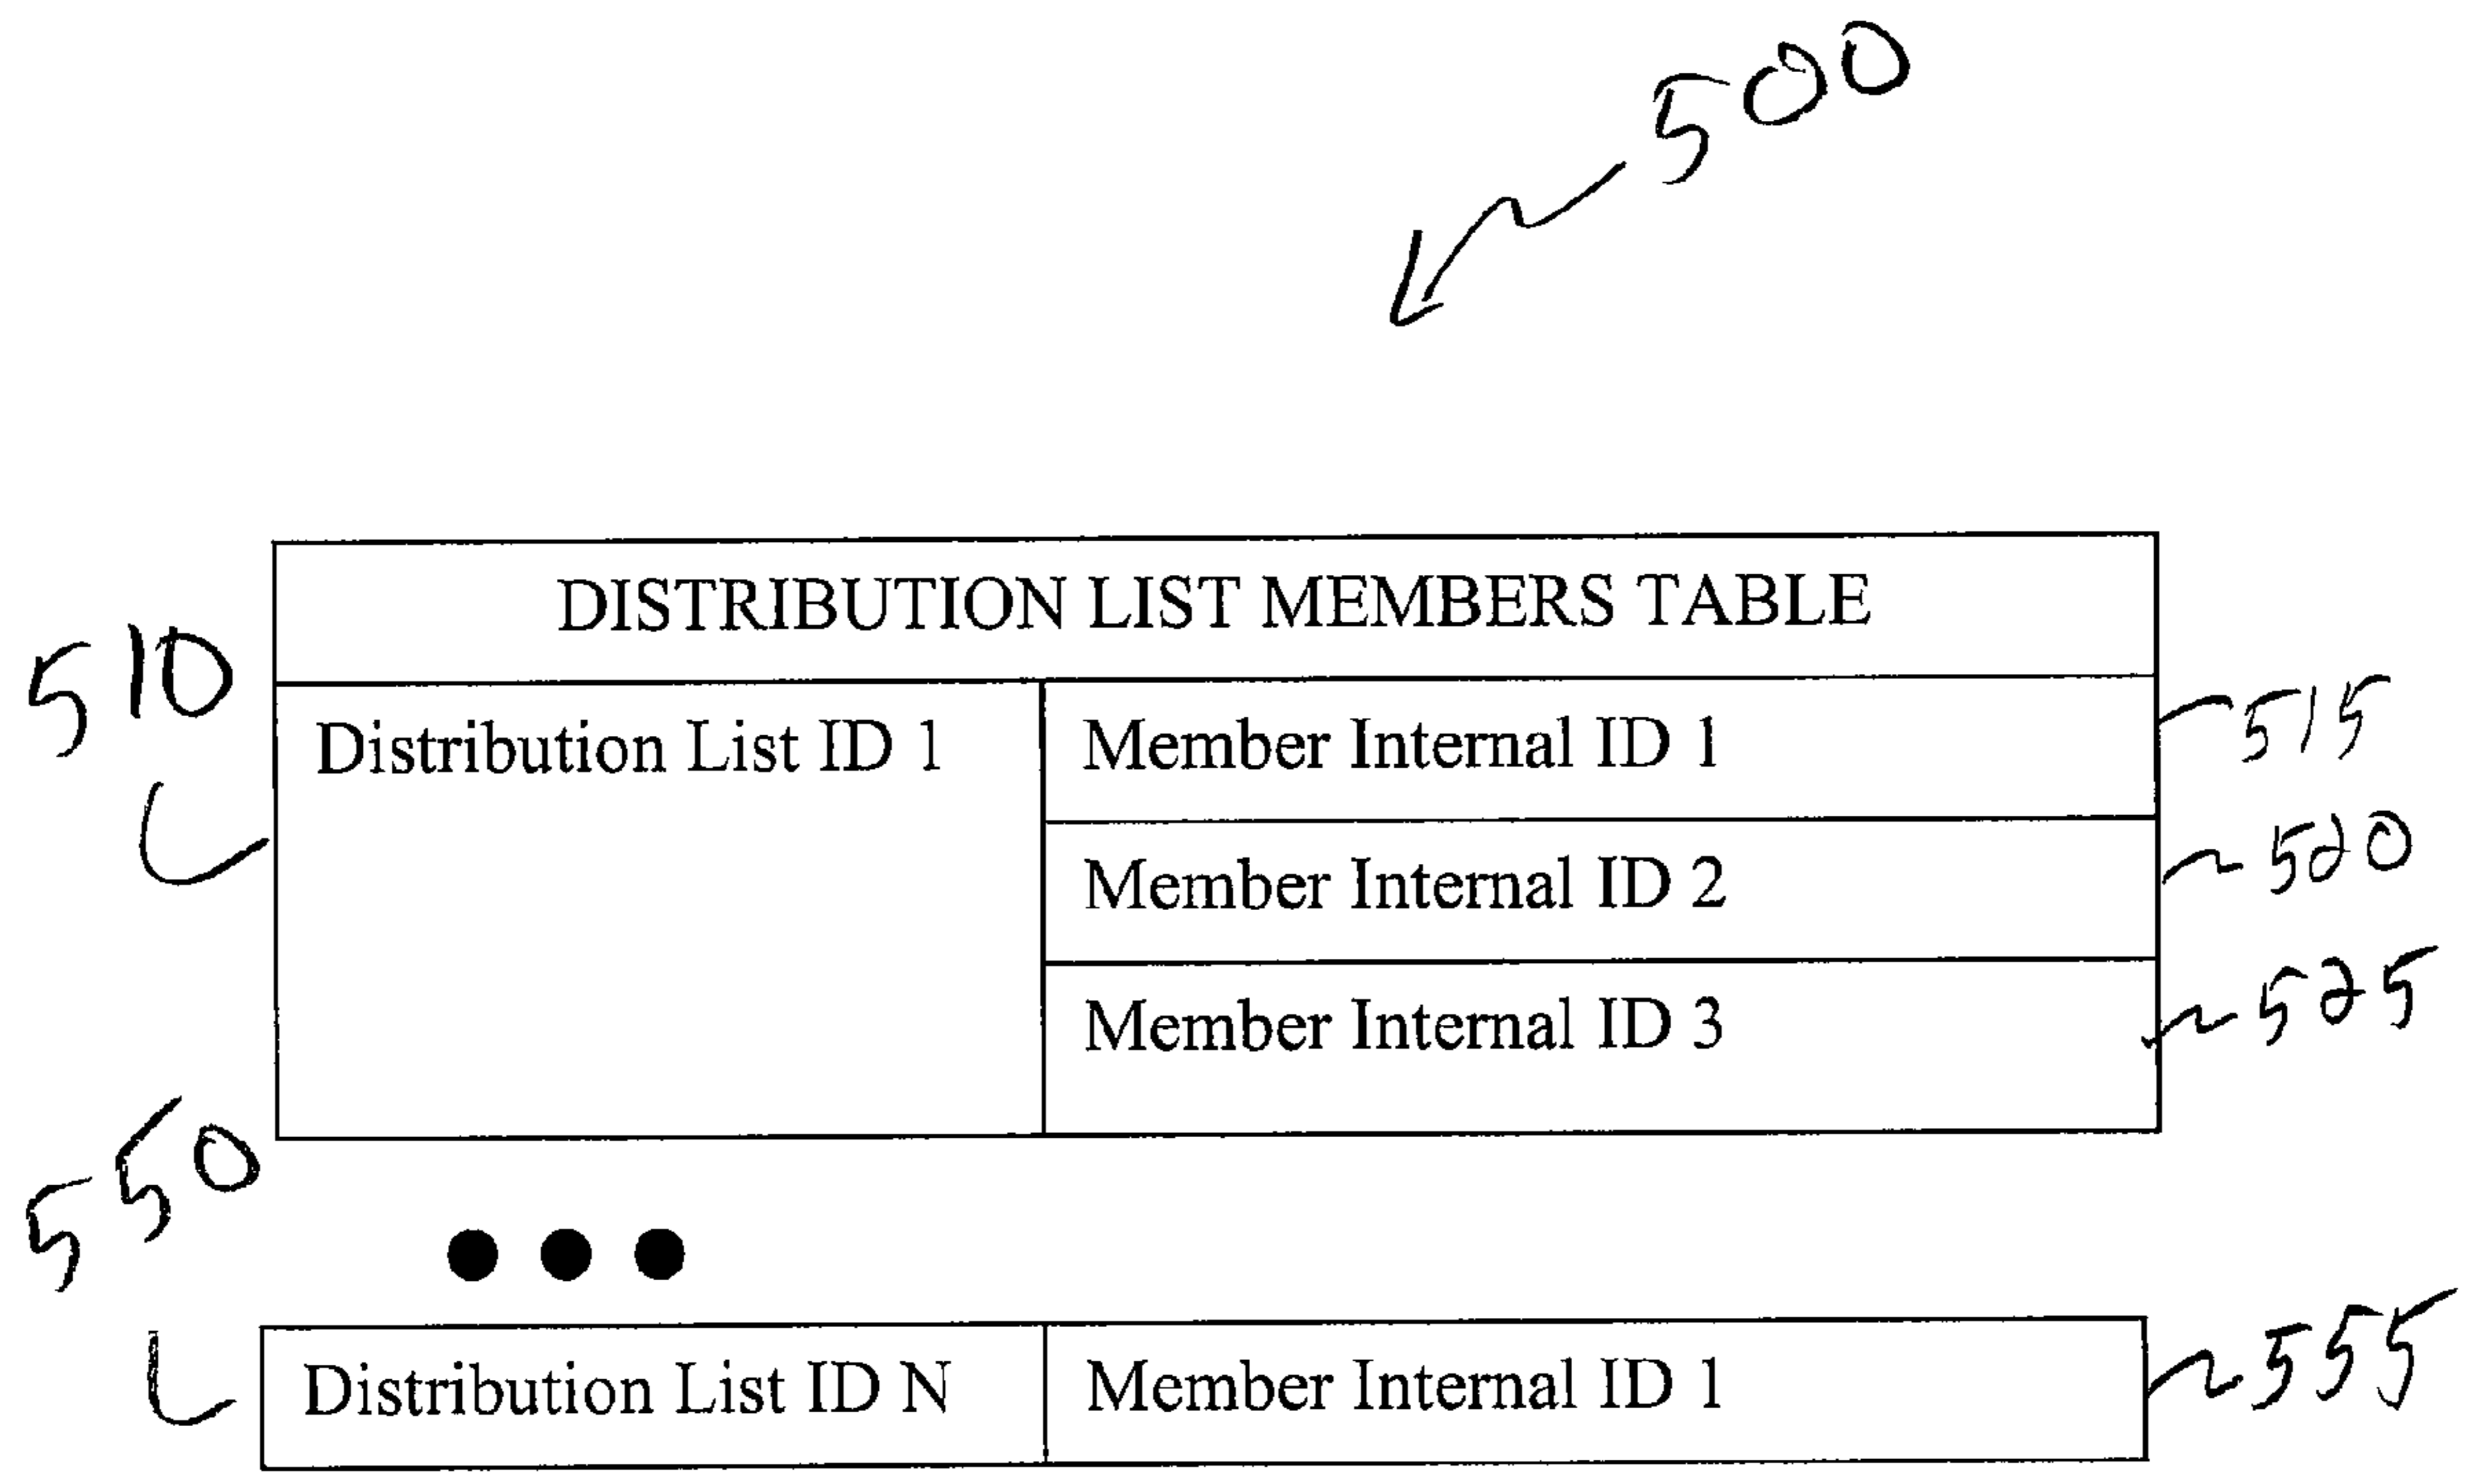 500
DISTRIBUTION LIST MEMBERS TABLE
510
Distribution List ID 1
Member Internal ID 1
515
Member Internal ID 2
520
Member Internal ID 3
525
550
Distribution List ID N
Member Internal ID 1
555